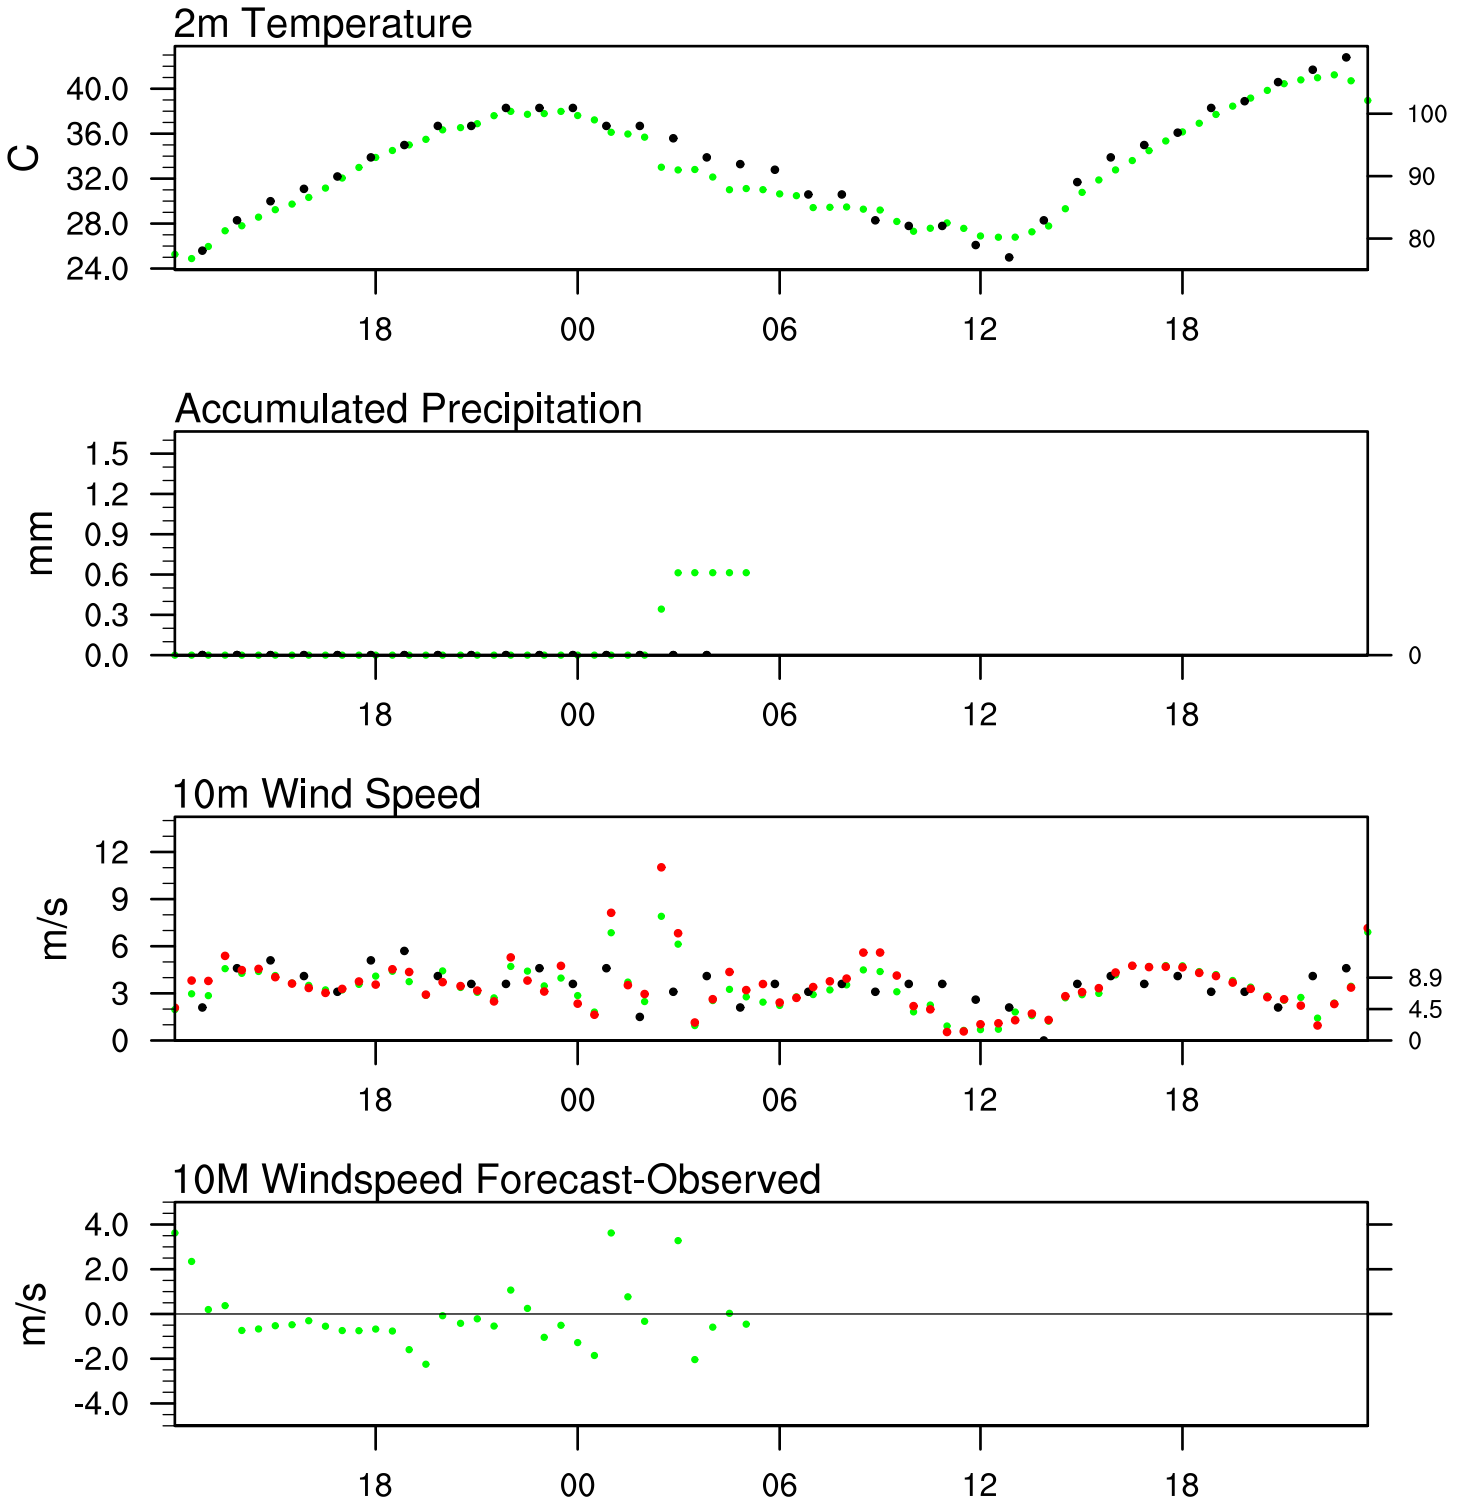 2m Temperature
40.0
36.0
32.0
28.0
24.0
C
100
90
80
18 00 06 12 18
Accumulated Precipitation
1.5
1.2
0.9
0.6
0.3
0.0
mm
0
18 00 06 12 18
10m Wind Speed
12
9
6
3
0
m/s
8.9
4.5
0
18 00 06 12 18
10M Windspeed Forecast-Observed
4.0
2.0
0.0
-2.0
-4.0
m/s
18 00 06 12 18